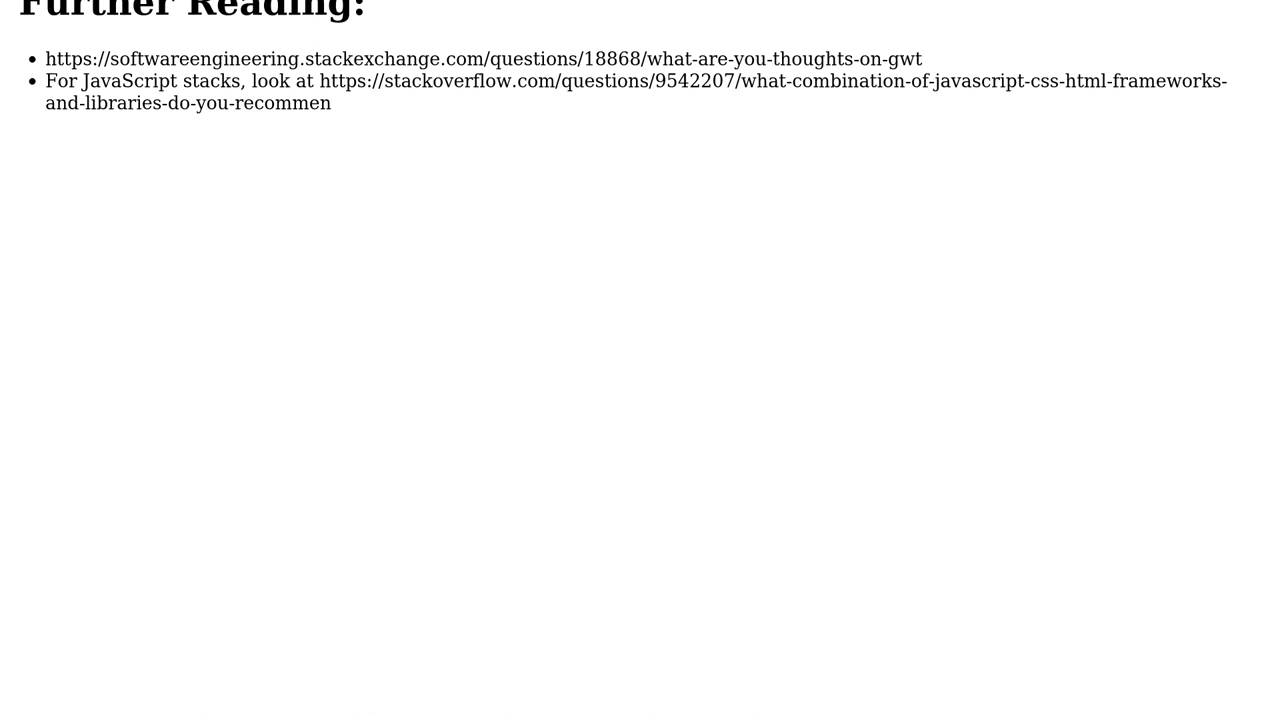 Further Reading:
• https://softwareengineering.stackexchange.com/questions/18868/what-are-you-thoughts-on-gwt
• For JavaScript stacks, look at https://stackoverflow.com/questions/9542207/what-combination-of-javascript-css-html-frameworks-
and-libraries-do-you-recommen